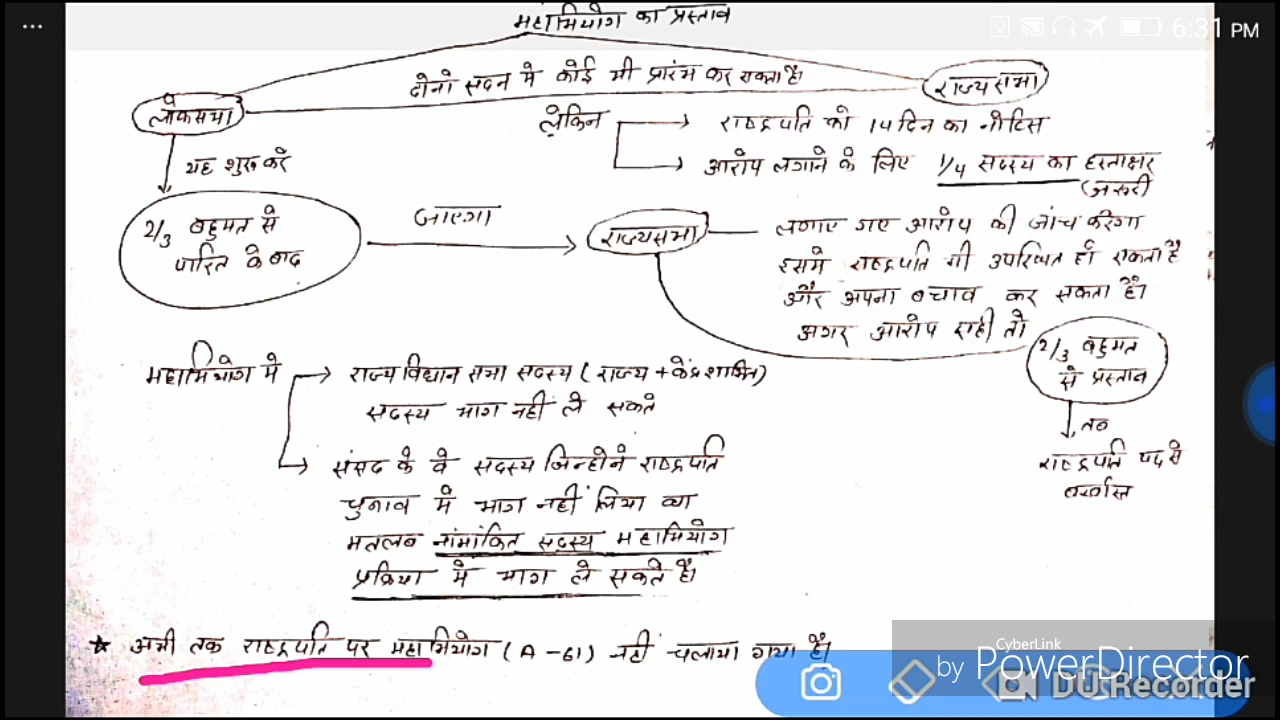 महाभियोग का प्रस्ताव
6:31 PM
दोनो सदन मे कोई भी प्रारंभ कर सकता है।
लोकसभा
राज्यसभा
लेकिन
राष्ट्रपति को 14 दिन का नोटिस
आरोप लगाने के लिए 1/4 सदस्य का हस्ताक्षर
(जरुरी
यह शुरु करे
2/3 बहुमत से
पारित के बाद
जाएगा
राज्यसभा
लगाए गए आरोप की जांच करेगा
इसमे राष्ट्रपति भी उपस्थित हो सकता है
और अपना बचाव कर सकता है।
अगर आरोप सही तो
2/3 बहुमत
से प्रस्ताव
तब
राष्ट्रपति पद से
बर्खास्त
महाभियोग मे
राज्य विधान सभा सदस्य (राज्य + केंद्रशासित)
सदस्य भाग नहीं ले सकते
संसद के वे सदस्य जिन्होने राष्ट्रपति
चुनाव में भाग नहीं लिया था
मतलब नामांकित सदस्य महाभियोग
प्रक्रिया में भाग ले सकते है।
★ अभी तक राष्ट्रपति पर महाभियोग (A-61) नहीं चलाया गया है।
CyberLink
by PowerDirector
DU Recorder